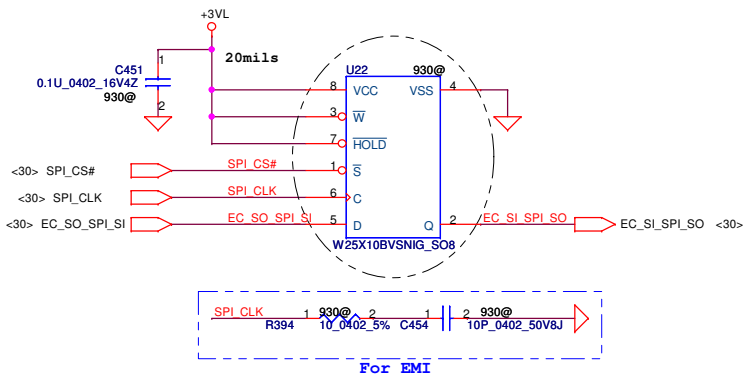 +3VL
20mils
1
C451
0.1U_0402_16V4Z
930@
2
U22
930@
8 VCC VSS 4
3 W
7 HOLD
<30> SPI_CS# SPI_CS# 1 S
<30> SPI_CLK SPI_CLK 6 C
<30> EC_SO_SPI_SI EC_SO_SPI_SI 5 D Q 2 EC_SI_SPI_SO EC_SI_SPI_SO <30>
W25X10BVSNIG_SO8
SPI_CLK 1 930@ 2 1 2 930@
R394 10_0402_5% C454 10P_0402_50V8J
For EMI